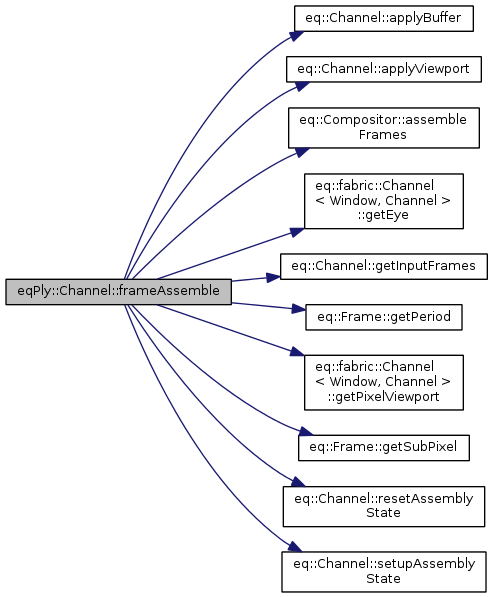 eq::Channel::applyBuffer
eq::Channel::applyViewport
eq::Compositor::assemble
Frames
eq::fabric::Channel
< Window, Channel >
::getEye
eqPly::Channel::frameAssemble
eq::Channel::getInputFrames
eq::Frame::getPeriod
eq::fabric::Channel
< Window, Channel >
::getPixelViewport
eq::Frame::getSubPixel
eq::Channel::resetAssembly
State
eq::Channel::setupAssembly
State